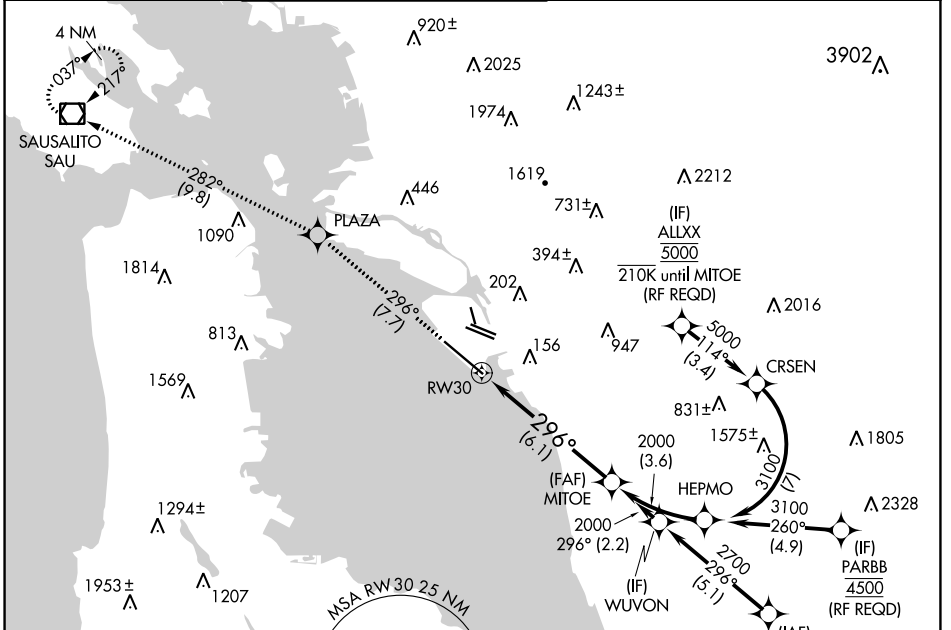 4 NM
037°
217°
SAUSALITO
SAU
920±
2025
1974
1243±
3902
282°
(9.8)
1619
2212
731±
446
PLAZA
1090
(IF)
ALLXX
5000
210K until MITOE
(RF REQD)
1814
394±
202
296°
(7.7)
2016
5000
114°
(3.4)
813
156
947
CRSEN
RW30
1569
831±
296°
(6.1)
1575±
1805
2000
(3.6)
3100
(7)
(FAF)
MITOE
HEPMO
1294±
2000
296° (2.2)
3100
260°
(4.9)
2328
(IF)
PARBB
4500
(RF REQD)
2700
296°
(5.1)
(IF)
WUVON
1953±
1207
MSA RW30 25 NM
(IAF)